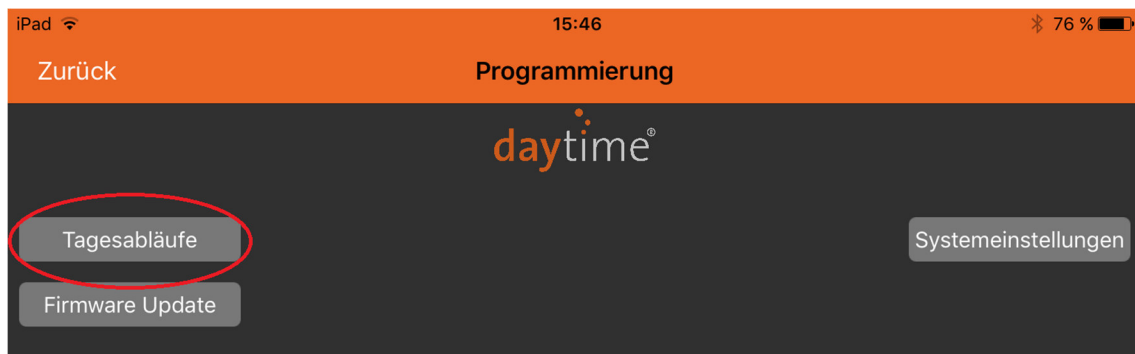 iPad 15:46 76 %
Zurück Programmierung
daytime®
Tagesabläufe Systemeinstellungen
Firmware Update